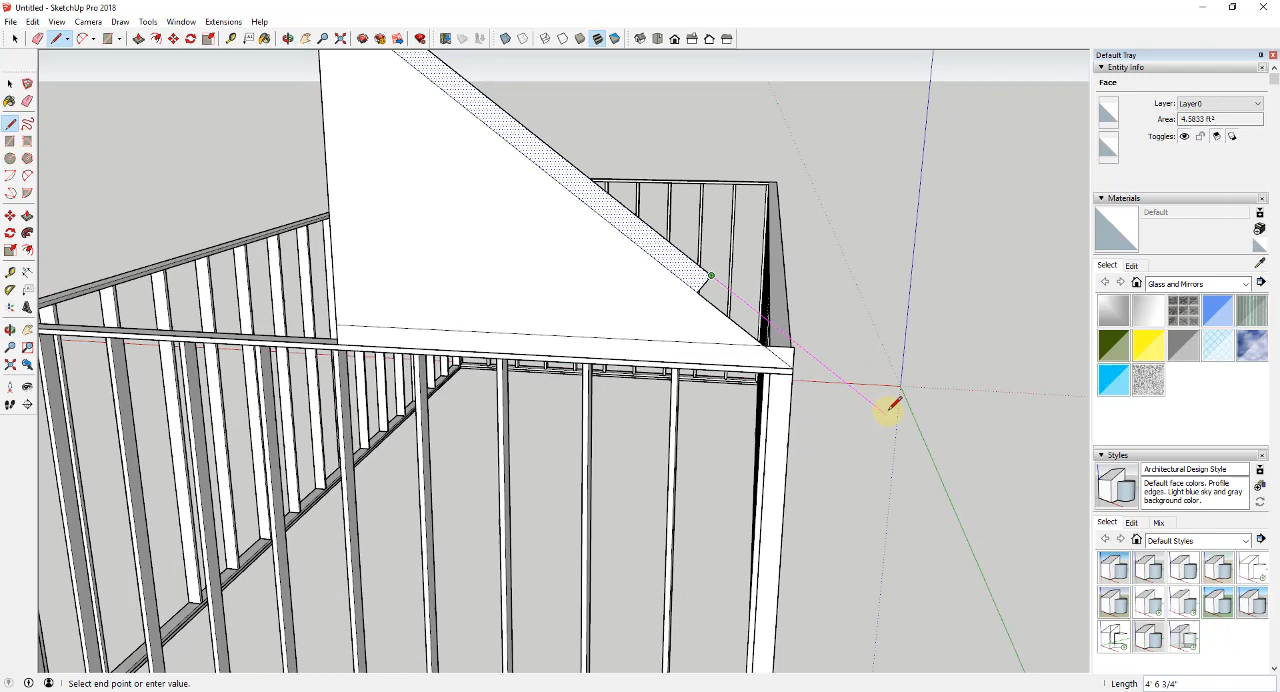 Untitled - SketchUp Pro 2018
File Edit View Camera Draw Tools Window Extensions Help
Default Tray
Entity Info
Face
Layer: Layer0
Area: 4.5833 ft²
Toggles:
Materials
Default
Select Edit
Glass and Mirrors
Styles
Architectural Design Style
Default face colors. Profile
edges. Light blue sky and gray
background color.
Select Edit Mix
Default Styles
Select end point or enter value.
Length 4' 6 3/4"